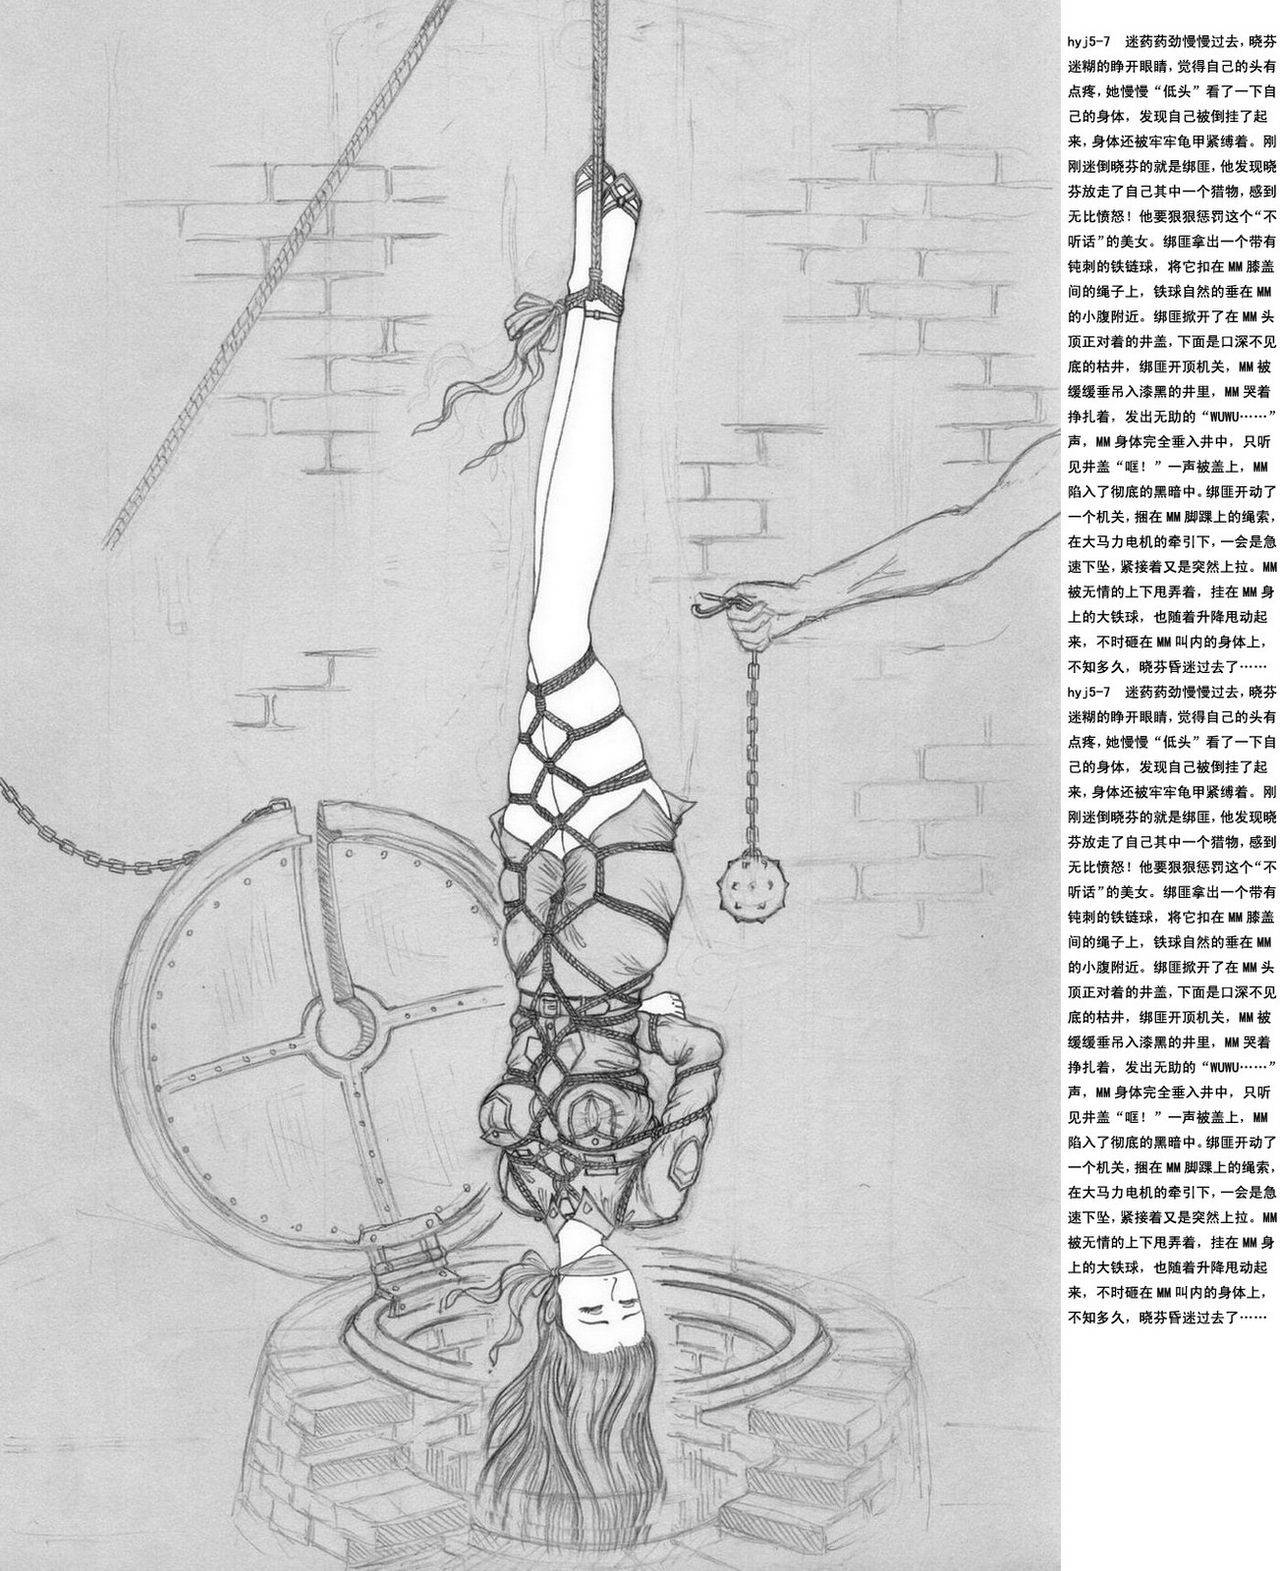 hyj5-7 迷药药劲慢慢过去，晓芬
迷糊的睁开眼睛，觉得自己的头有
点疼，她慢慢“低头”看了一下自
己的身体，发现自己被倒挂了起
来，身体还被牢牢龟甲紧缚着。刚
刚迷倒晓芬的就是绑匪，他发现晓
芬放走了自己其中一个猎物，感到
无比愤怒！他要狠狠惩罚这个“不
听话”的美女。绑匪拿出一个带有
钝刺的铁链球，将它扣在MM膝盖
间的绳子上，铁球自然的垂在MM
的小腹附近。绑匪掀开了在MM头
顶正对着的井盖，下面是口深不见
底的枯井，绑匪开顶机关，MM被
缓缓垂吊入漆黑的井里，MM哭着
挣扎着，发出无助的“WUWU……”
声，MM身体完全垂入井中，只听
见井盖“哐！”一声被盖上，MM
陷入了彻底的黑暗中。绑匪开动了
一个机关，捆在MM脚踝上的绳索，
在大马力电机的牵引下，一会是急
速下坠，紧接着又是突然上拉。MM
被无情的上下甩弄着，挂在MM身
上的大铁球，也随着升降甩动起
来，不时砸在MM叫内的身体上，
不知多久，晓芬昏迷过去了……
hyj5-7 迷药药劲慢慢过去，晓芬
迷糊的睁开眼睛，觉得自己的头有
点疼，她慢慢“低头”看了一下自
己的身体，发现自己被倒挂了起
来，身体还被牢牢龟甲紧缚着。刚
刚迷倒晓芬的就是绑匪，他发现晓
芬放走了自己其中一个猎物，感到
无比愤怒！他要狠狠惩罚这个“不
听话”的美女。绑匪拿出一个带有
钝刺的铁链球，将它扣在MM膝盖
间的绳子上，铁球自然的垂在MM
的小腹附近。绑匪掀开了在MM头
顶正对着的井盖，下面是口深不见
底的枯井，绑匪开顶机关，MM被
缓缓垂吊入漆黑的井里，MM哭着
挣扎着，发出无助的“WUWU……”
声，MM身体完全垂入井中，只听
见井盖“哐！”一声被盖上，MM
陷入了彻底的黑暗中。绑匪开动了
一个机关，捆在MM脚踝上的绳索，
在大马力电机的牵引下，一会是急
速下坠，紧接着又是突然上拉。MM
被无情的上下甩弄着，挂在MM身
上的大铁球，也随着升降甩动起
来，不时砸在MM叫内的身体上，
不知多久，晓芬昏迷过去了……